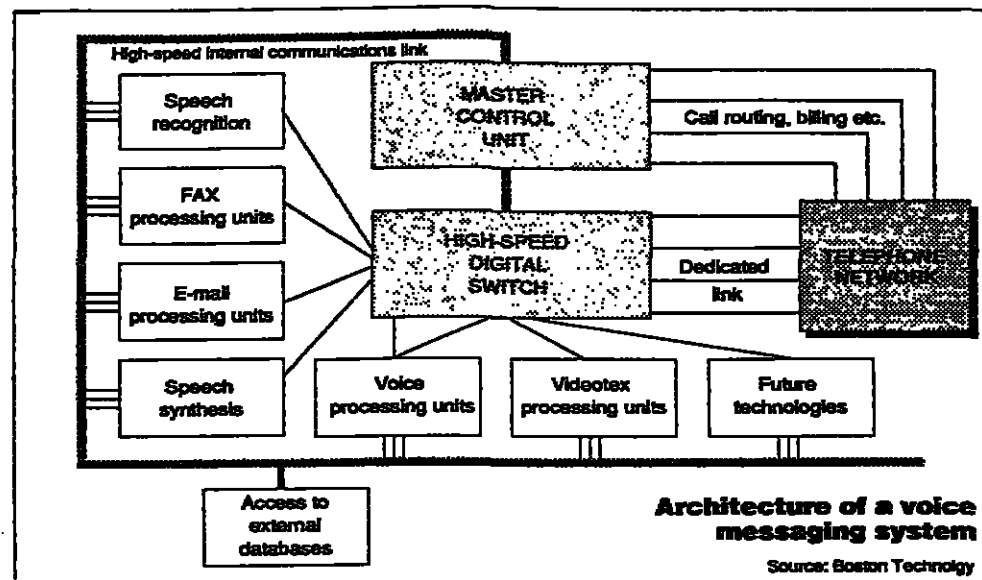 High-speed internal communications link
Speech
recognition
MASTER
CONTROL
UNIT
Call routing, billing etc.
FAX
processing units
HIGH-SPEED
DIGITAL
SWITCH
Dedicated
link
TELEPHONE
NETWORK
E-mail
processing units
Speech
synthesis
Voice
processing units
Videotex
processing units
Future
technologies
Access to
external
databases
Architecture of a voice
messaging system
Source: Boston Technolgy